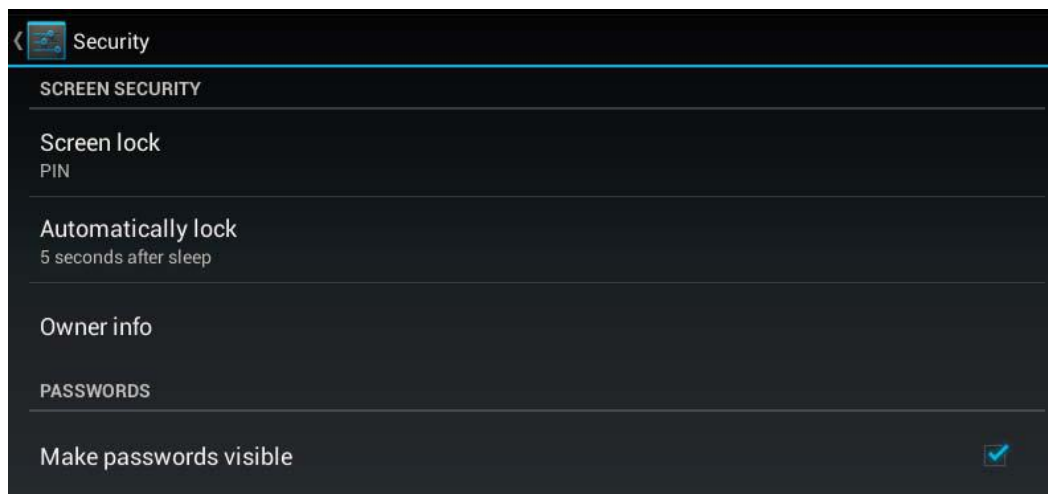 Security
SCREEN SECURITY
Screen lock
PIN
Automatically lock
5 seconds after sleep
Owner info
PASSWORDS
Make passwords visible